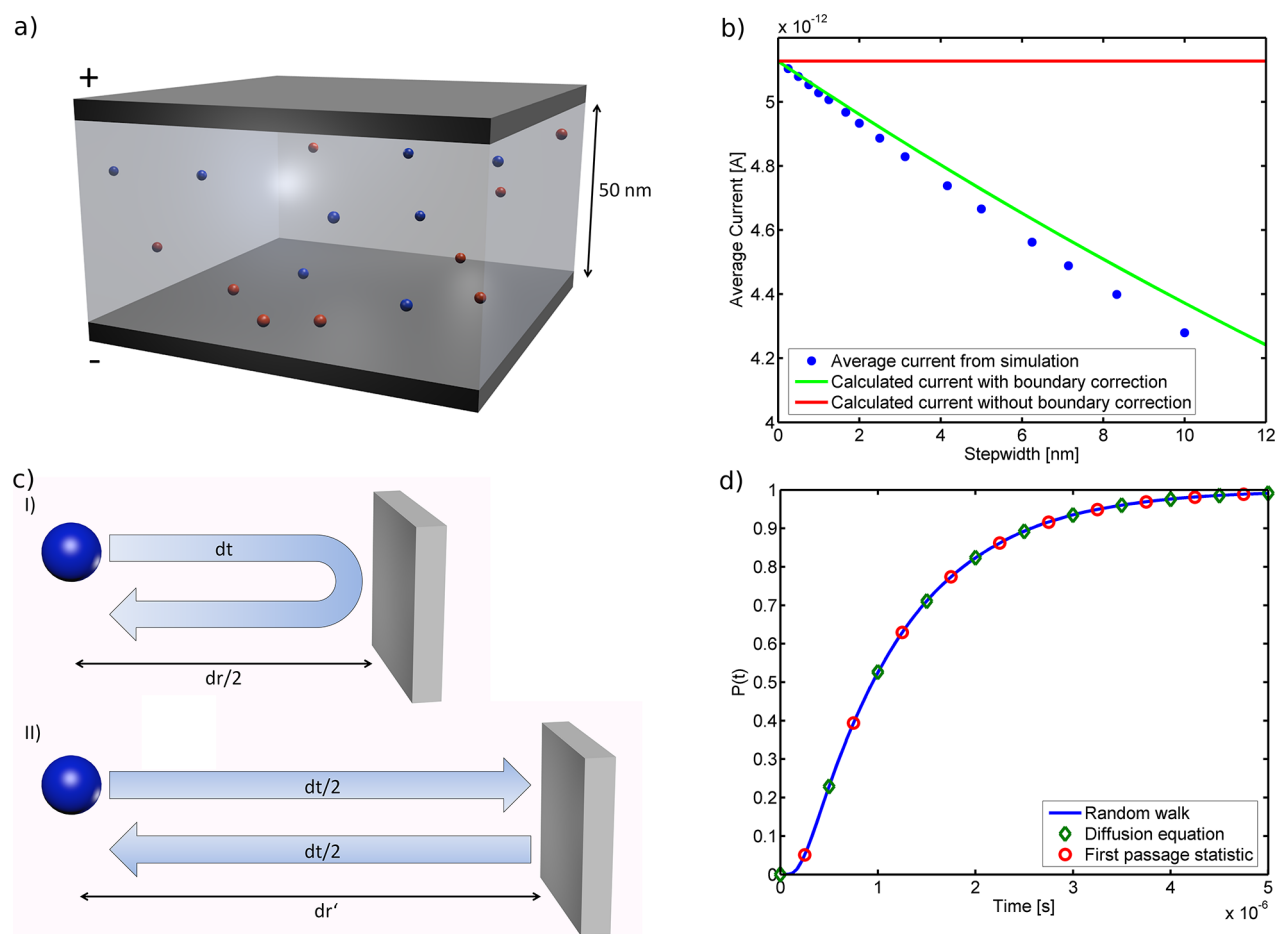 a)
+
50 nm
-
b)
x 10-12
Average Current [A]
5
4.8
4.6
4.4
4.2
4
0 2 4 6 8 10 12
Stepwidth [nm]
Average current from simulation
Calculated current with boundary correction
Calculated current without boundary correction
c)
I)
dt
dr/2
II)
dt/2
dt/2
dr‘
d)
P(t)
1
0.9
0.8
0.7
0.6
0.5
0.4
0.3
0.2
0.1
0
0 1 2 3 4 5
Time [s]
x 10-6
Random walk
Diffusion equation
First passage statistic